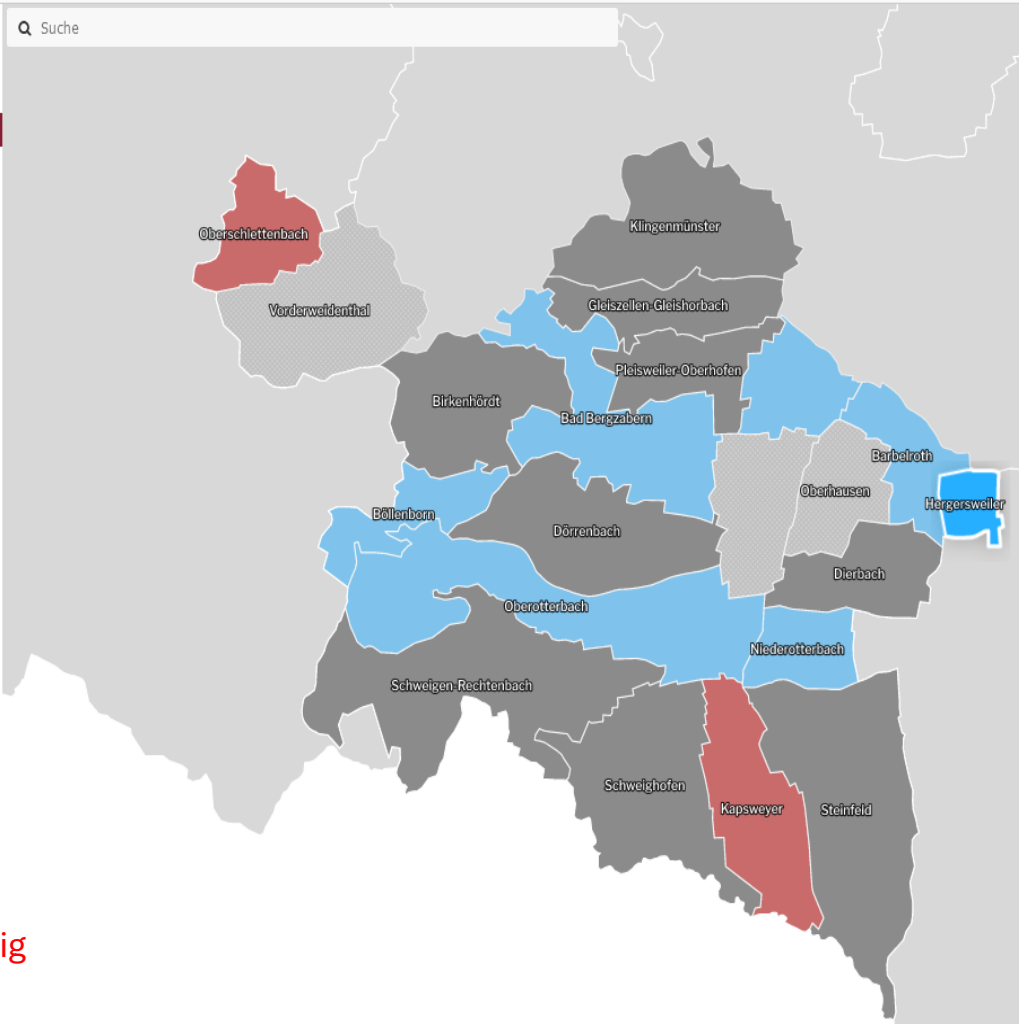 Suche
Klingenmünster
Oberschlettenbach
Gleiszellen-Gleishorbach
Vorderweidenthal
Pleisweiler-Oberhofen
Birkenhördt
Bad Bergzabern
Barbelroth
Oberhausen
Hergersweiler
Böllenborn
Dörrenbach
Dierbach
Oberotterbach
Niederotterbach
Schweigen-Rechtenbach
Schweighofen
Kapsweyer
Steinfeld
ig